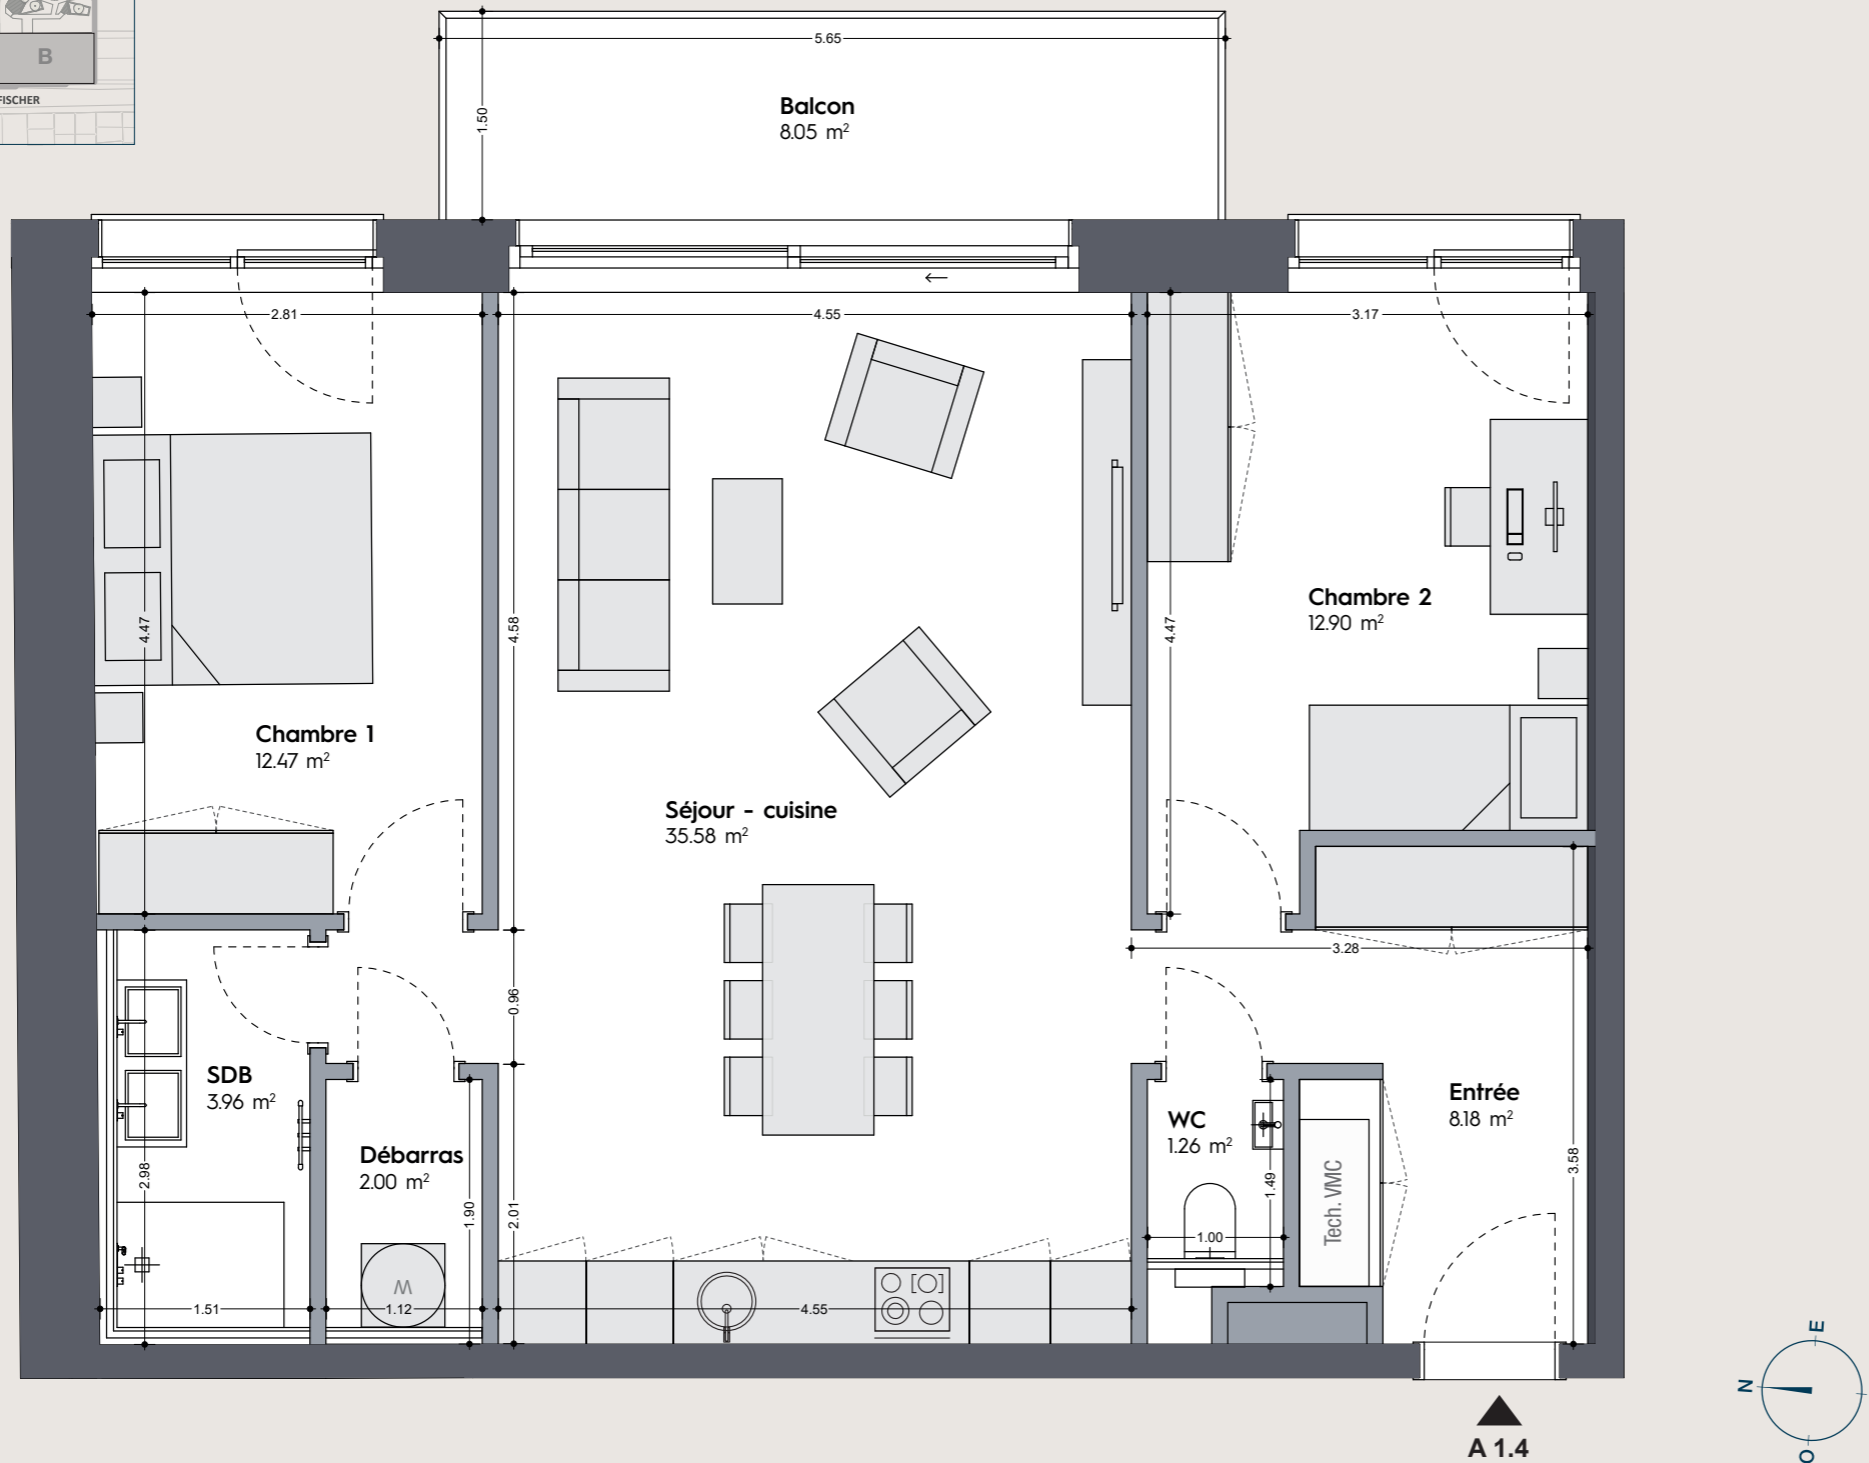 B
FISCHER
5.65
1.50
Balcon
8.05 m²
2.81
4.55
3.17
4.47
4.58
4.47
Chambre 2
12.90 m²
Chambre 1
12.47 m²
Séjour - cuisine
35.58 m²
3.28
0.96
SDB
3.96 m²
Débarras
2.00 m²
WC
1.26 m²
Entrée
8.18 m²
2.98
1.90
2.01
1.49
3.58
Tech. VMC
1.00
W
1.51
1.12
4.55
E
N
O
A 1.4